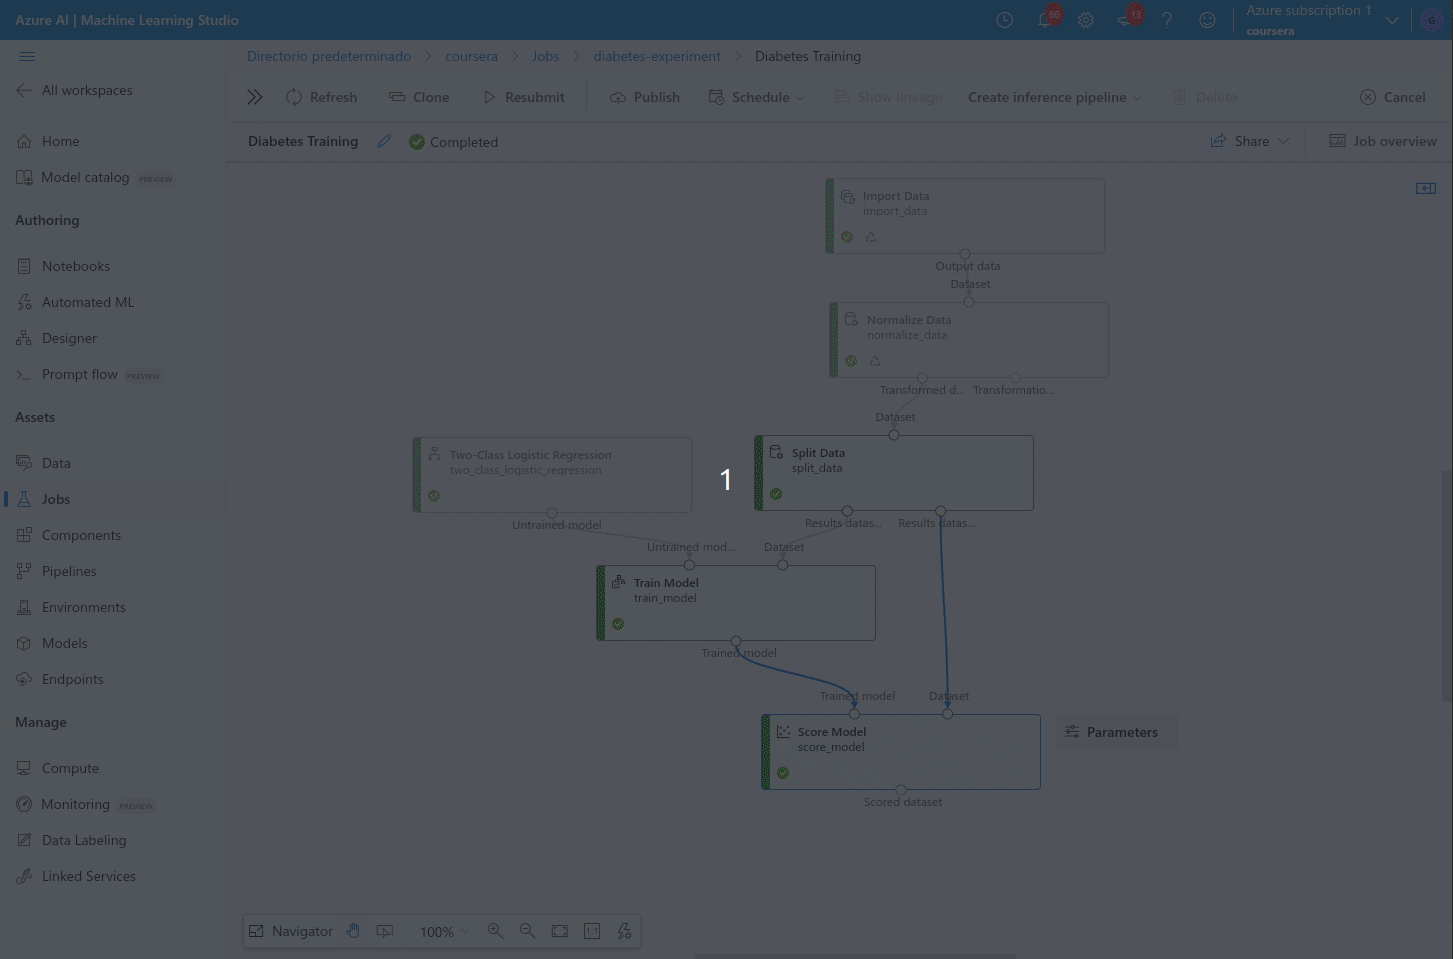 Azure AI | Machine Learning Studio
66
13
Azure subscription 1
coursera
All workspaces
Home
Model catalog PREVIEW
Authoring
Notebooks
Automated ML
Designer
Prompt flow PREVIEW
Assets
Data
Jobs
Components
Pipelines
Environments
Models
Endpoints
Manage
Compute
Monitoring PREVIEW
Data Labeling
Linked Services
Directorio predeterminado > coursera > Jobs > diabetes-experiment > Diabetes Training
Refresh Clone Resubmit Publish Schedule Show lineage Create inference pipeline Delete Cancel
Diabetes Training Completed Share Job overview
Import Data
import_data
Output data
Dataset
Normalize Data
normalize_data
Transformed d... Transformatio...
Dataset
Two-Class Logistic Regression
two_class_logistic_regression
Untrained model
1
Split Data
split_data
Results datas... Results datas...
Untrained mod... Dataset
Train Model
train_model
Trained model
Trained model Dataset
Score Model
score_model
Scored dataset
Parameters
Navigator 100% 1:1